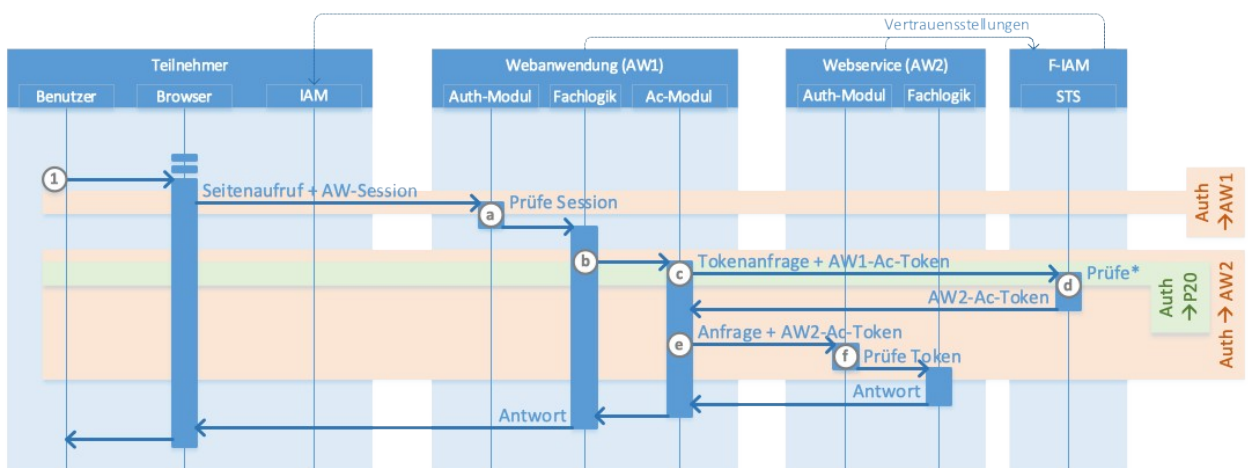 Vertrauensstellungen
Teilnehmer
Webanwendung (AW1)
Webservice (AW2)
F-IAM
Benutzer
Browser
IAM
Auth-Modul
Fachlogik
Ac-Modul
Auth-Modul
Fachlogik
STS
1
Seitenaufruf + AW-Session
a
Prüfe Session
Auth
→AW1
b
c
Tokenanfrage + AW1-Ac-Token
d
Prüfe*
AW2-Ac-Token
Auth
→P20
Auth → AW2
e
Anfrage + AW2-Ac-Token
f
Prüfe Token
Antwort
Antwort